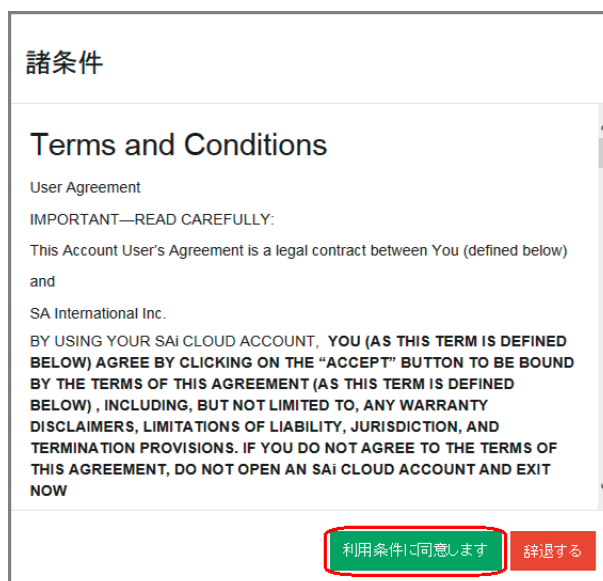 諸条件
Terms and Conditions
User Agreement
IMPORTANT—READ CAREFULLY:
This Account User’s Agreement is a legal contract between You (defined below)
and
SA International Inc.
BY USING YOUR SAi CLOUD ACCOUNT, YOU (AS THIS TERM IS DEFINED
BELOW) AGREE BY CLICKING ON THE “ACCEPT” BUTTON TO BE BOUND
BY THE TERMS OF THIS AGREEMENT (AS THIS TERM IS DEFINED
BELOW) , INCLUDING, BUT NOT LIMITED TO, ANY WARRANTY
DISCLAIMERS, LIMITATIONS OF LIABILITY, JURISDICTION, AND
TERMINATION PROVISIONS. IF YOU DO NOT AGREE TO THE TERMS OF
THIS AGREEMENT, DO NOT OPEN AN SAi CLOUD ACCOUNT AND EXIT
NOW
利用条件に同意します 辞退する